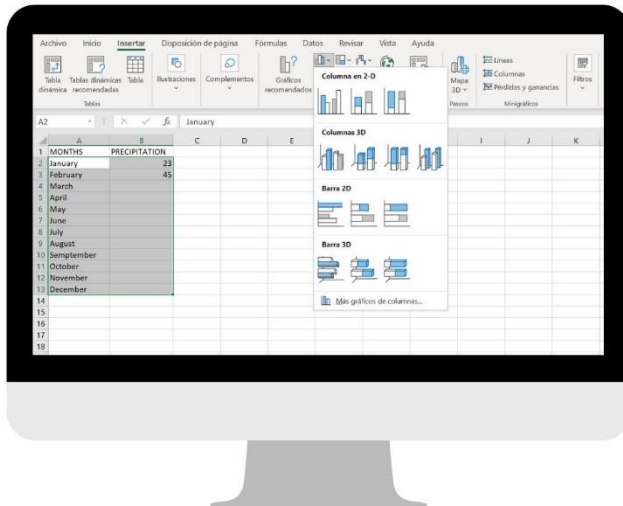 Archivo Inicio Insertar Disposición de página Fórmulas Datos Revisar Vista Ayuda
Tabla dinámica
Tablas dinámicas recomendadas
Tabla
Ilustraciones
Complementos
Gráficos recomendados
Mapa 3D
Líneas
Columnas
Pérdidas y ganancias
Filtros
Tablas
Paseos
Minigráficos
A2 fx January
A B C D E I J K
1 MONTHS PRECIPITATION
2 January 23
3 February 45
4 March
5 April
6 May
7 June
8 July
9 August
10 Semptember
11 October
12 November
13 December
14
15
16
17
18
Columna en 2-D
Columnas 3D
Barra 2D
Barra 3D
Más gráficos de columnas...